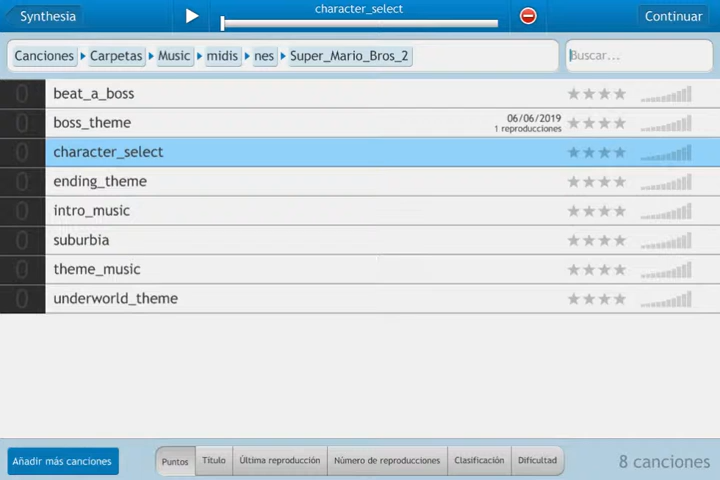 Synthesia
character_select
Continuar
Canciones Carpetas Music midis nes Super_Mario_Bros_2
Buscar...
0 beat_a_boss
0 boss_theme 06/06/2019
1 reproducciones
0 character_select
0 ending_theme
0 intro_music
0 suburbia
0 theme_music
0 underworld_theme
Añadir más canciones
Puntos Título Última reproducción Número de reproducciones Clasificación Dificultad
8 canciones